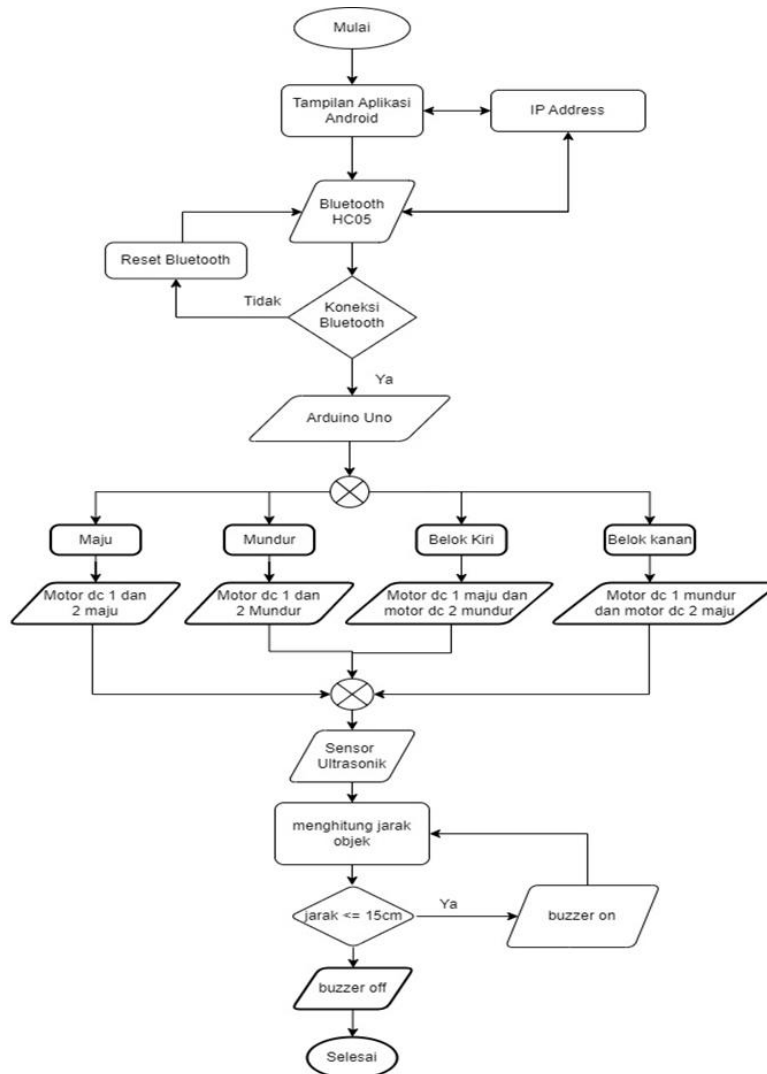 Mulai
Tampilan Aplikasi
Android
IP Address
Bluetooth
HC05
Reset Bluetooth
Tidak
Koneksi
Bluetooth
Ya
Arduino Uno
Maju
Mundur
Belok Kiri
Belok kanan
Motor dc 1 dan
2 maju
Motor dc 1 dan
2 Mundur
Motor dc 1 maju dan
motor dc 2 mundur
Motor dc 1 mundur
dan motor dc 2 maju
Sensor
Ultrasonik
menghitung jarak
objek
jarak <= 15cm
Ya
buzzer on
buzzer off
Selesai